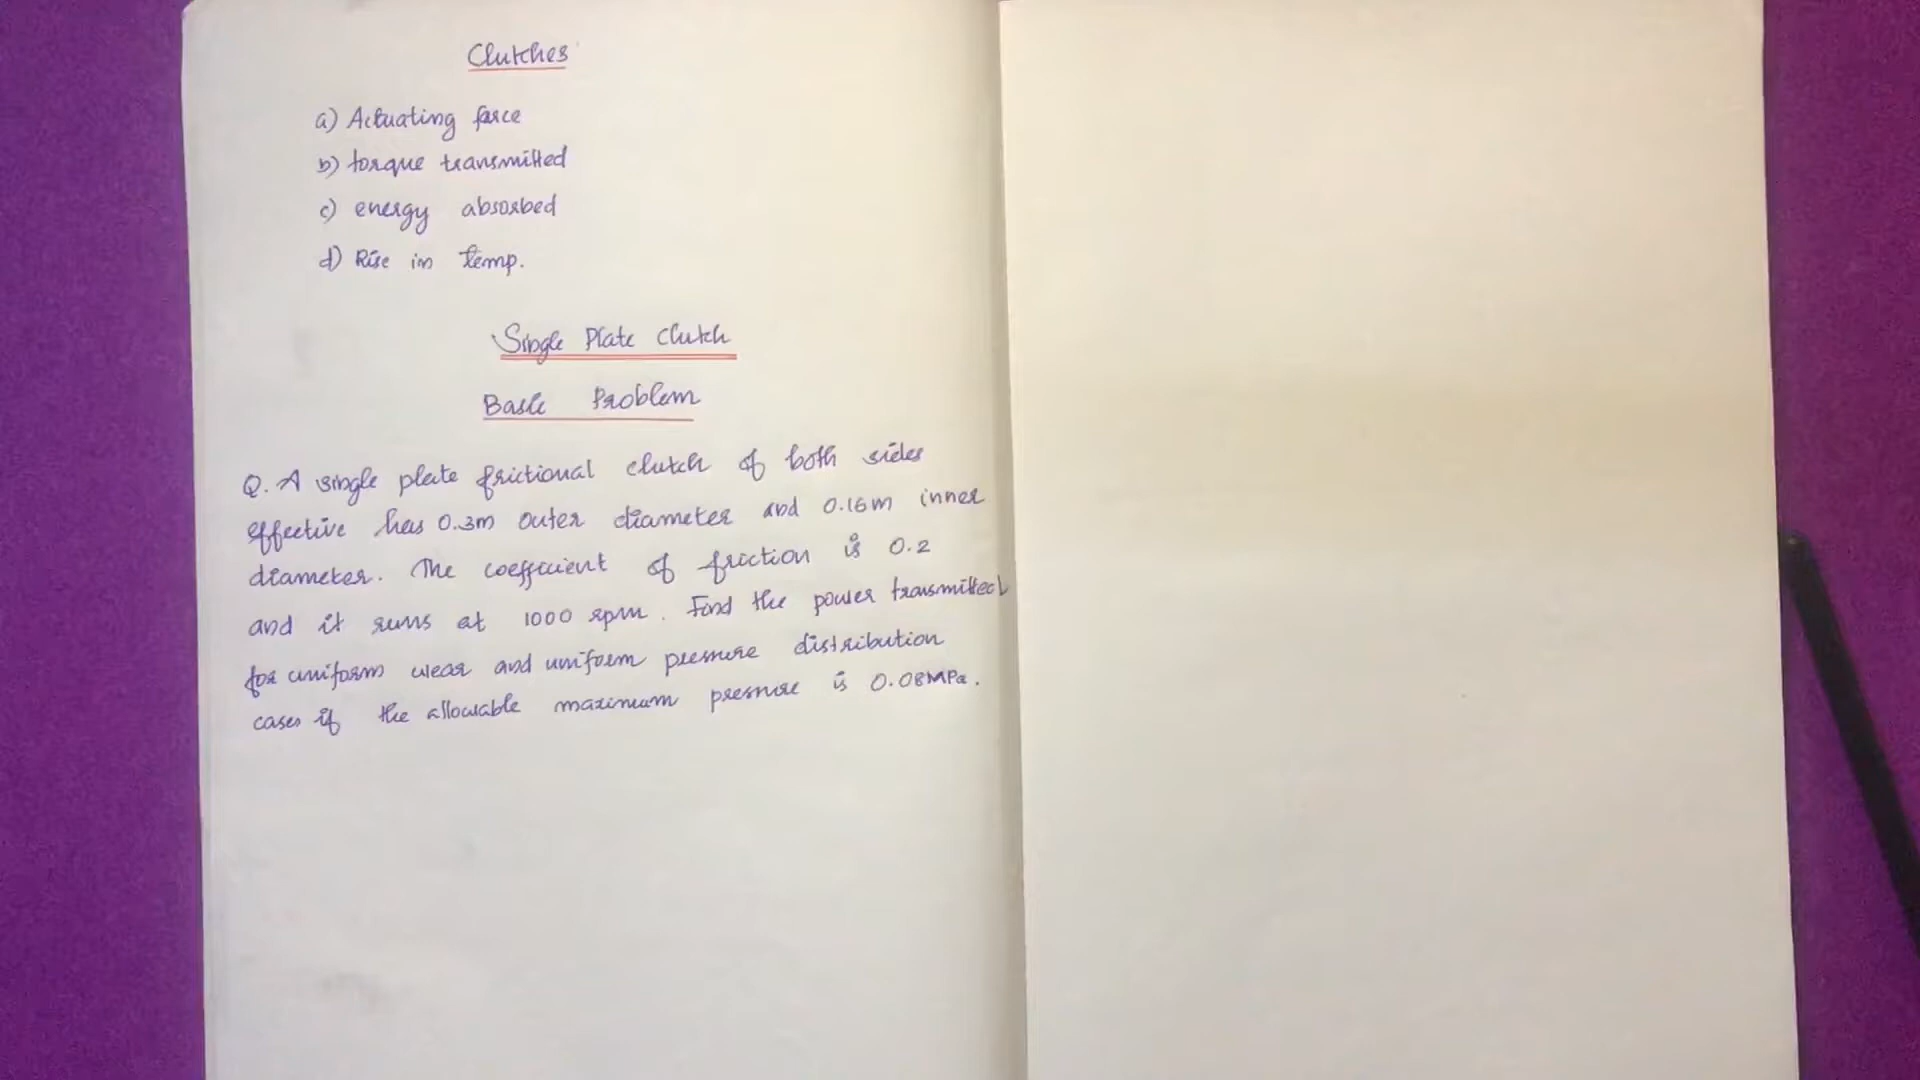 Clutches
a) Actuating force
b) torque transmitted
c) energy absorbed
d) Rise in temp.
Single Plate Clutch
Basic Problem
Q. A single plate frictional clutch of both sides
effective has 0.3m outer diameter and 0.16m inner
diameter. The coefficient of friction is 0.2
and it runs at 1000 rpm. Find the power transmitted
for uniform wear and uniform pressure distribution
cases if the allowable maximum pressure is 0.08MPa.